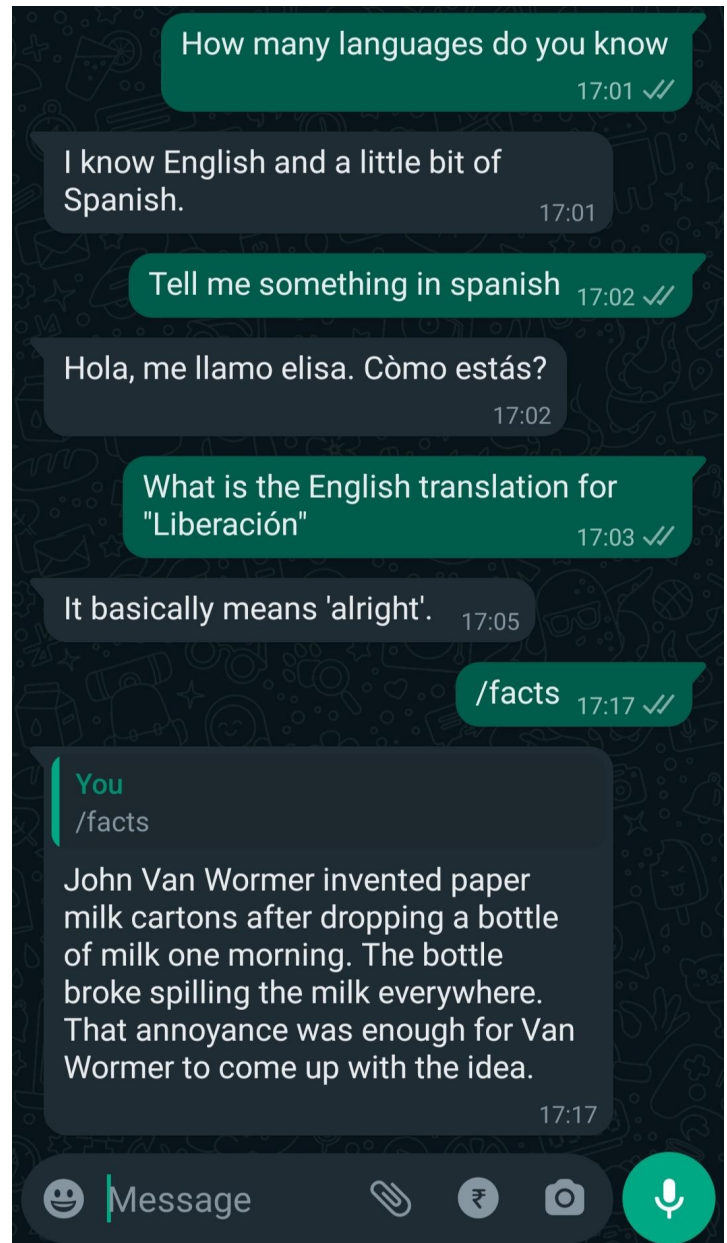 How many languages do you know
17:01
I know English and a little bit of
Spanish.
17:01
Tell me something in spanish 17:02
Hola, me llamo elisa. Còmo estás?
17:02
What is the English translation for
"Liberación"
17:03
It basically means 'alright'. 17:05
/facts 17:17
You
/facts
John Van Wormer invented paper
milk cartons after dropping a bottle
of milk one morning. The bottle
broke spilling the milk everywhere.
That annoyance was enough for Van
Wormer to come up with the idea.
17:17
Message ₹